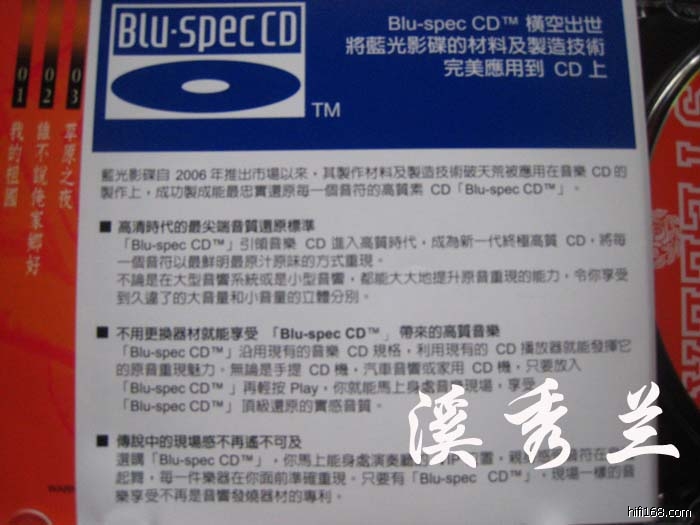 BLU-SPEC CD
TM
Blu-spec CD™ 橫空出世
將藍光影碟的材料及製造技術
完美應用到 CD 上
藍光影碟自 2006 年推出市場以來，其製作材料及製造技術破天荒被應用在音樂 CD 的
製作上，成功製成能最忠實還原每一個音符的高質素 CD「Blu-spec CD™」。
■ 高清時代的最尖端音質還原標準
「Blu-spec CD™」引領音樂 CD 進入高質時代，成為新一代終極高質 CD，將每
一個音符以最鮮明最原汁原味的方式重現。
不論是在大型音響系統或是小型音響，都能大大地提升原音重現的能力，令你享受
到久違了的大音量和小音量的立體分別。
■ 不用更換器材就能享受 「Blu-spec CD™」 帶來的高質音樂
「Blu-spec CD™」沿用現有的音樂 CD 規格，利用現有的 CD 播放器就能發揮它
的原音重現魅力。無論是手提 CD 機，汽車音響或家用 CD 機，只要放入
「Blu-spec CD™」再輕按 Play，你就能馬上身處音樂現場，享受
「Blu-spec CD™」頂級還原的實感音質。
■ 傳說中的現場感不再遙不可及
選購「Blu-spec CD™」，你馬上能身處演奏廳的 VIP 位置，親
音符在
起舞，每一件樂器在你面前準確重現。只要有「Blu-spec CD™」，現場一樣的音
樂享受不再是音響發燒器材的專利。
03 草原之夜
02 誰不說俺家鄉好
01 我的祖國
溪秀兰
hifi168.com